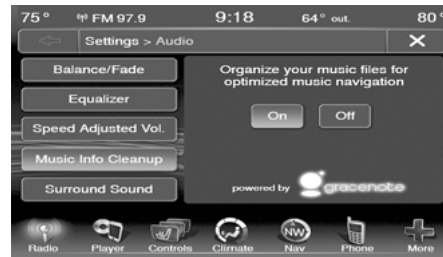 75° FM 97.9 9:18 64° out. 80°
Settings > Audio
Balance/Fade
Equalizer
Speed Adjusted Vol.
Music Info Cleanup
Surround Sound
Organize your music files for
optimized music navigation
On Off
powered by gracenote
Radio Player Controls Climate Nav Phone More
NW